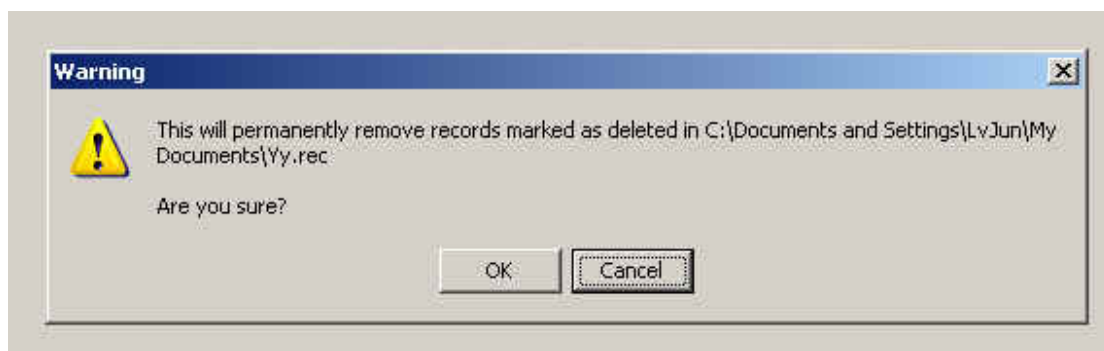 Warning
This will permanently remove records marked as deleted in C:\Documents and Settings\LvJun\My
Documents\Yy.rec
Are you sure?
OK Cancel